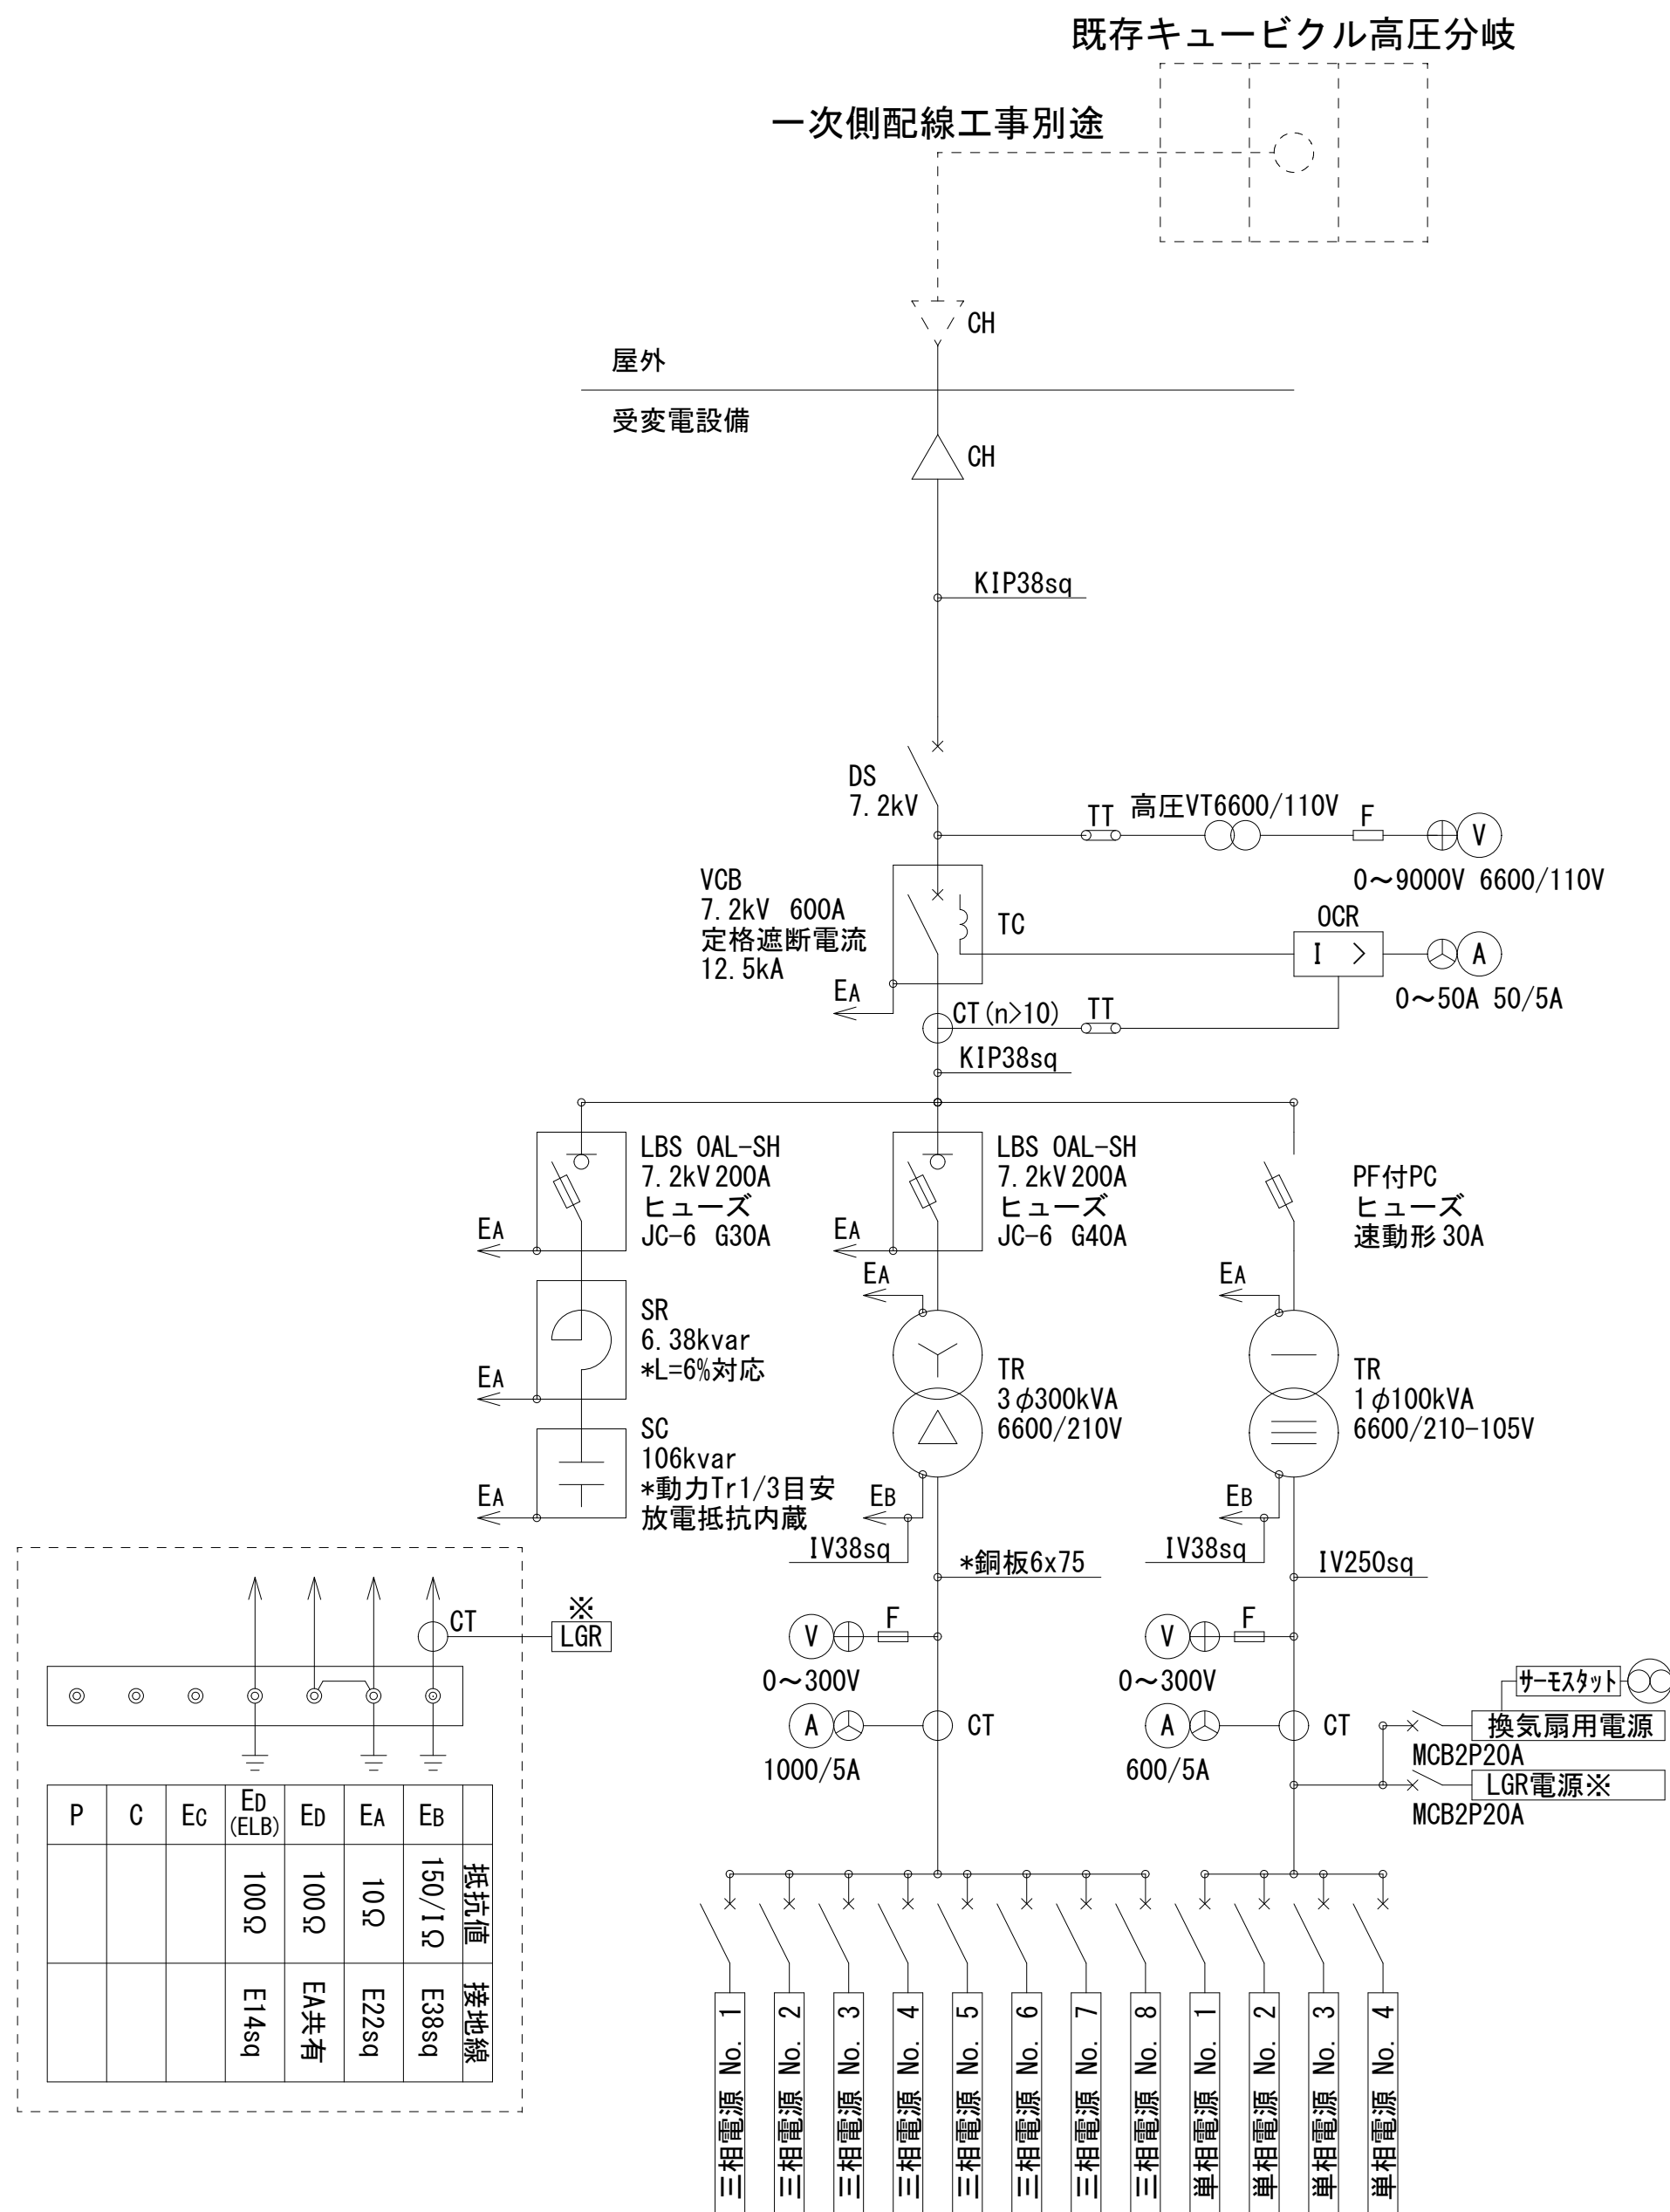 既存キュービクル高圧分岐
一次側配線工事別途
CH
屋外
受変電設備
CH
KIP38sq
DS
7.2kV
TT
高圧VT6600/110V
F
V
0～9000V 6600/110V
VCB
7.2kV 600A
定格遮断電流
12.5kA
TC
OCR
I >
A
0～50A 50/5A
EA
CT(n>10)
TT
KIP38sq
LBS OAL-SH
7.2kV 200A
ヒューズ
JC-6 G30A
EA
LBS OAL-SH
7.2kV 200A
ヒューズ
JC-6 G40A
EA
PF付PC
ヒューズ
速動形 30A
EA
EA
SR
6.38kvar
*L=6%対応
EA
TR
3φ300kVA
6600/210V
TR
1φ100kVA
6600/210-105V
SC
106kvar
*動力Tr1/3目安
放電抵抗内蔵
EA
EB
IV38sq
*銅板6x75
EB
IV38sq
IV250sq
CT
※
LGR
V
F
0～300V
A
CT
1000/5A
V
F
0～300V
A
CT
600/5A
サーモスタット
換気扇用電源
MCB2P20A
LGR電源※
MCB2P20A
P C EC ED(ELB) ED EA EB
抵抗値
100Ω 100Ω 10Ω 150/IΩ
接地線
E14sq EA共有 E22sq E38sq
三相電源 No. 1
三相電源 No. 2
三相電源 No. 3
三相電源 No. 4
三相電源 No. 5
三相電源 No. 6
三相電源 No. 7
三相電源 No. 8
単相電源 No. 1
単相電源 No. 2
単相電源 No. 3
単相電源 No. 4